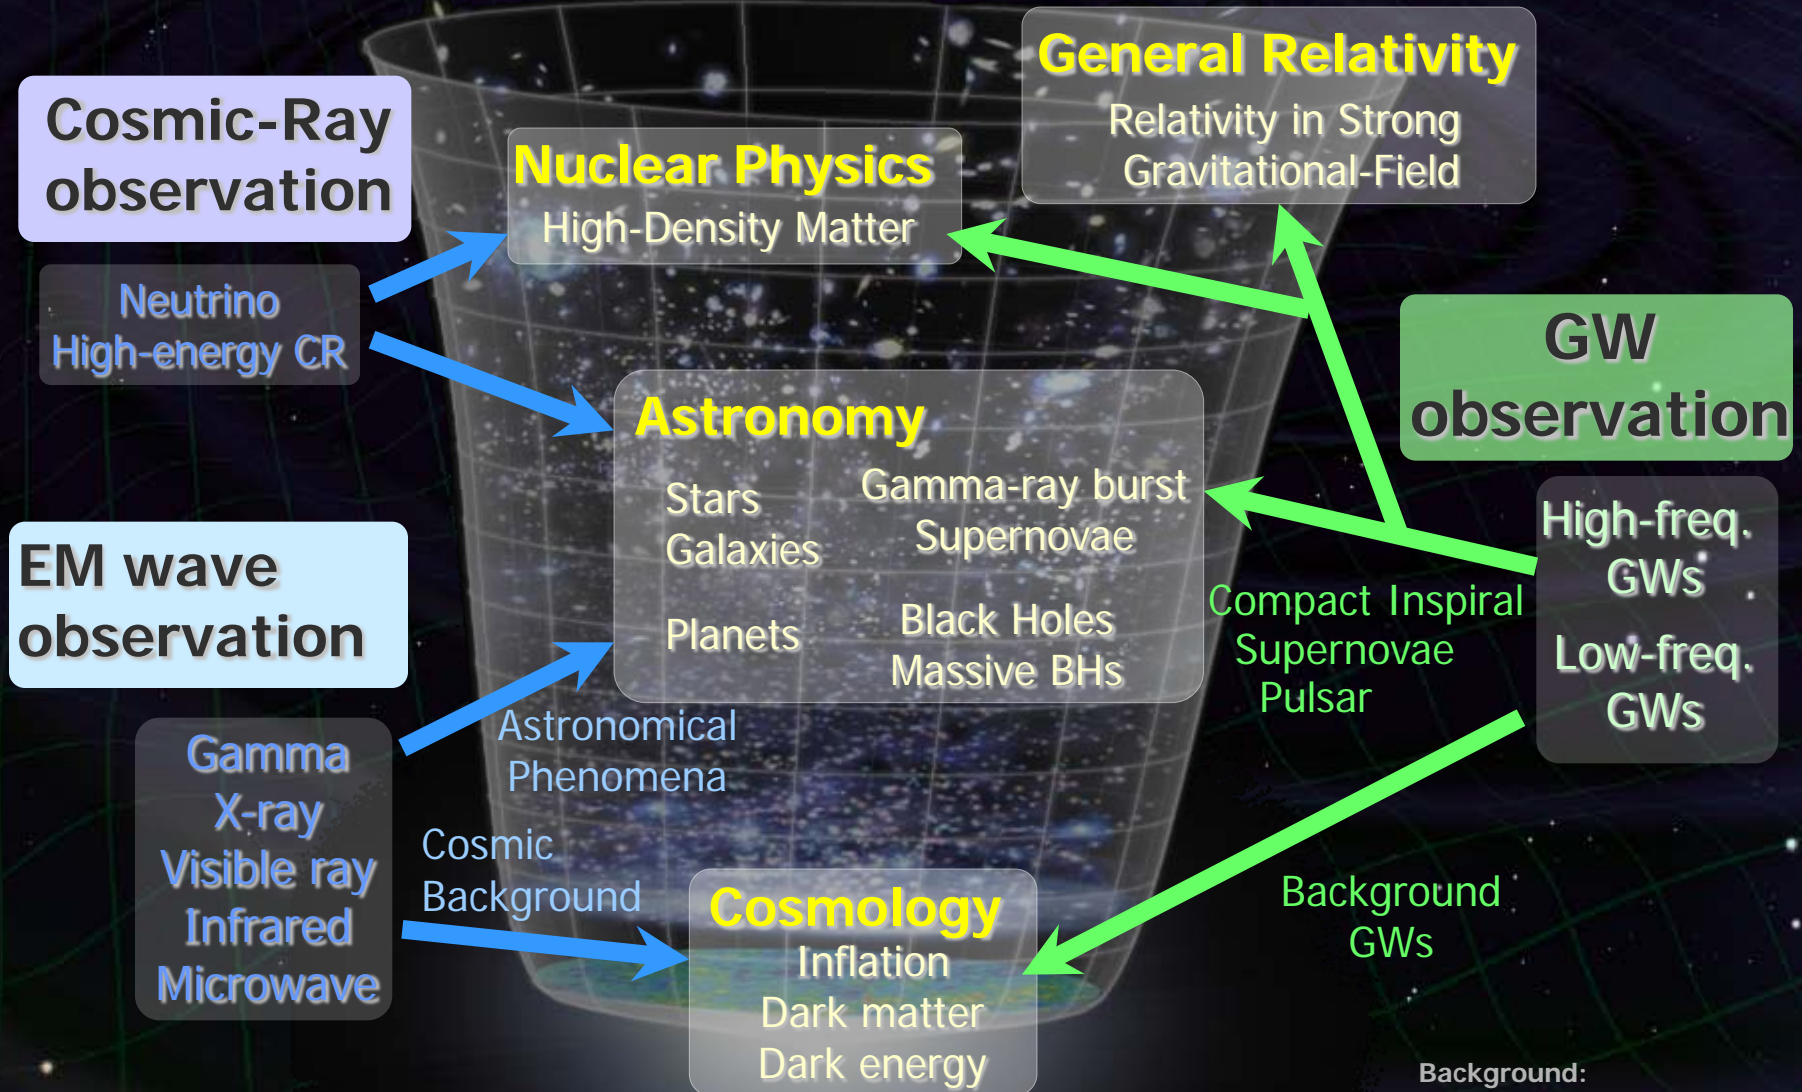 General Relativity
Relativity in Strong
Gravitational-Field
Cosmic-Ray
observation
Nuclear Physics
High-Density Matter
Neutrino
High-energy CR
GW
observation
Astronomy
Stars
Galaxies
Gamma-ray burst
Supernovae
Planets
Black Holes
Massive BHs
High-freq.
GWs
Low-freq.
GWs
EM wave
observation
Compact Inspiral
Supernovae
Pulsar
Astronomical
Phenomena
Gamma
X-ray
Visible ray
Infrared
Microwave
Cosmic
Background
Cosmology
Inflation
Dark matter
Dark energy
Background
GWs
Background: